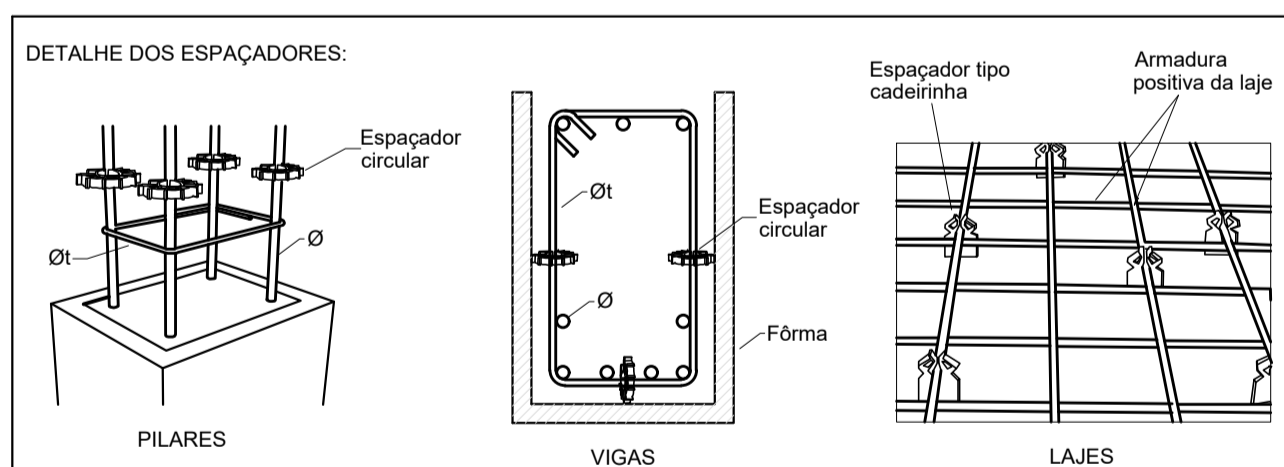 DETALHE DOS ESPAÇADORES:
Espaçador
circular
Øt
Ø
PILARES
Øt
Espaçador
circular
Ø
Fôrma
VIGAS
Espaçador tipo
cadeirinha
Armadura
positiva da laje
LAJES